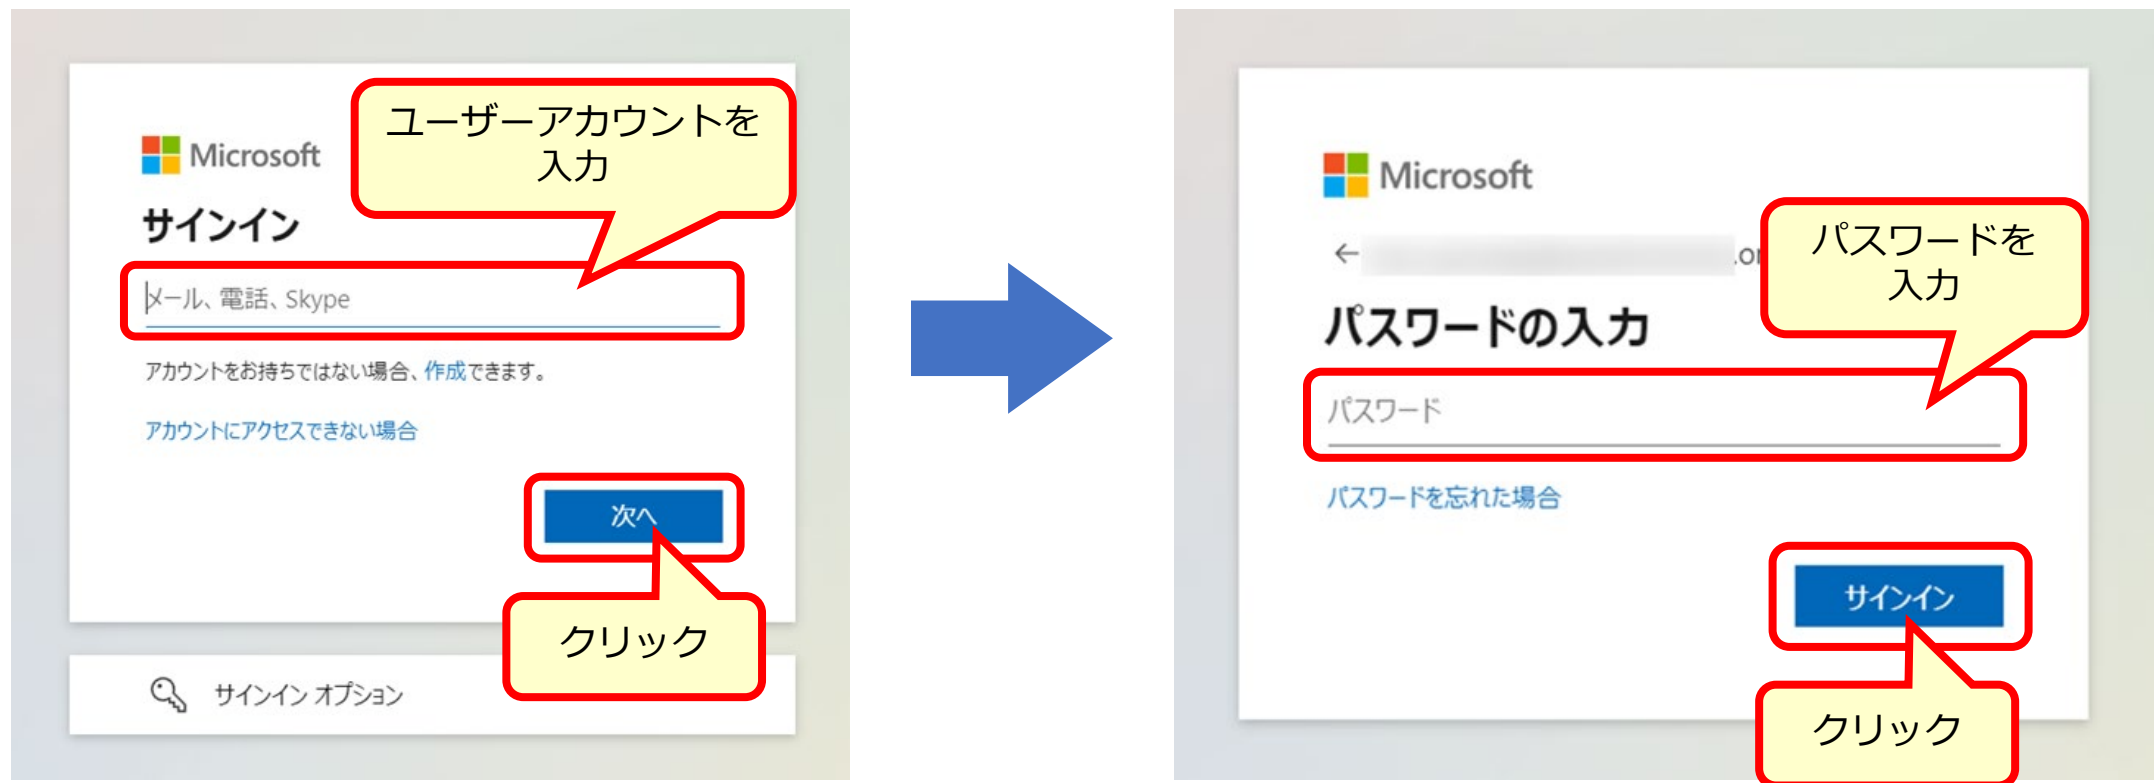 ユーザーアカウントを
入力
Microsoft
サインイン
メール、電話、Skype
アカウントをお持ちではない場合、作成できます。
アカウントにアクセスできない場合
次へ
クリック
サインイン オプション
Microsoft
パスワードを
入力
←
パスワードの入力
パスワード
パスワードを忘れた場合
サインイン
クリック